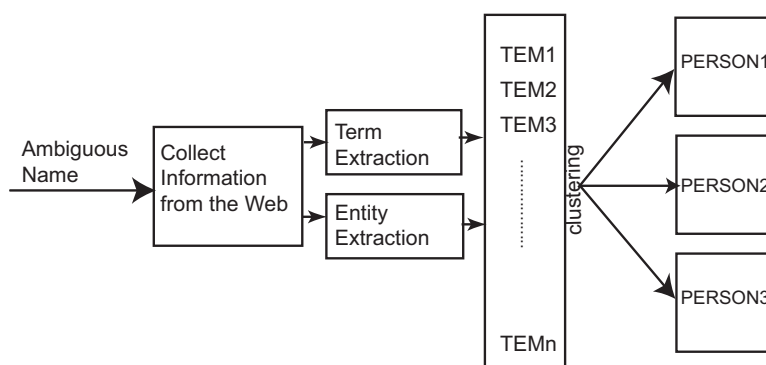 Ambiguous
Name
Collect
Information
from the Web
Term
Extraction
Entity
Extraction
TEM1
TEM2
TEM3
TEMn
clustering
PERSON1
PERSON2
PERSON3